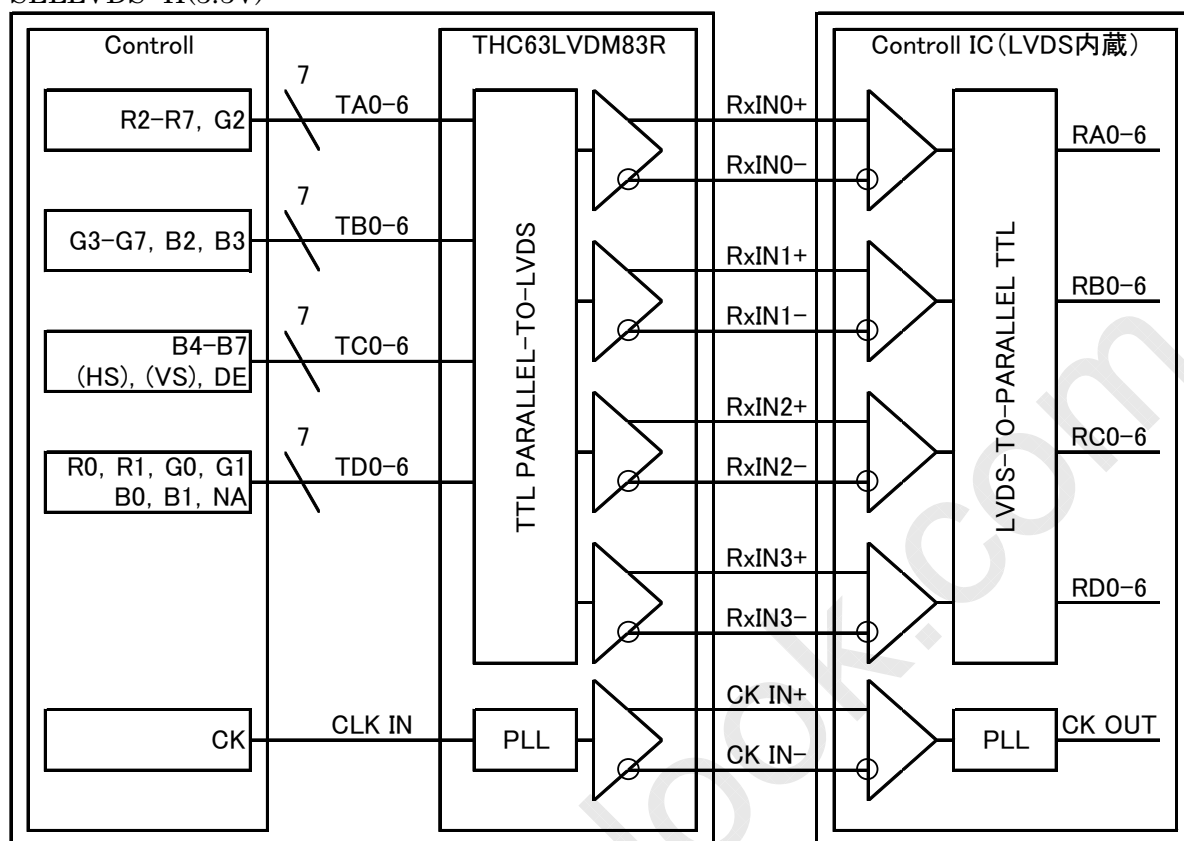 Controll
THC63LVDM83R
Controll IC(LVDS内蔵)
R2-R7, G2
7
TA0-6
G3-G7, B2, B3
7
TB0-6
B4-B7
(HS), (VS), DE
7
TC0-6
R0, R1, G0, G1
B0, B1, NA
7
TD0-6
CK
CLK IN
TTL PARALLEL-TO-LVDS
PLL
RxIN0+
RxIN0-
RxIN1+
RxIN1-
RxIN2+
RxIN2-
RxIN3+
RxIN3-
CK IN+
CK IN-
LVDS-TO-PARALLEL TTL
PLL
RA0-6
RB0-6
RC0-6
RD0-6
CK OUT
look.com